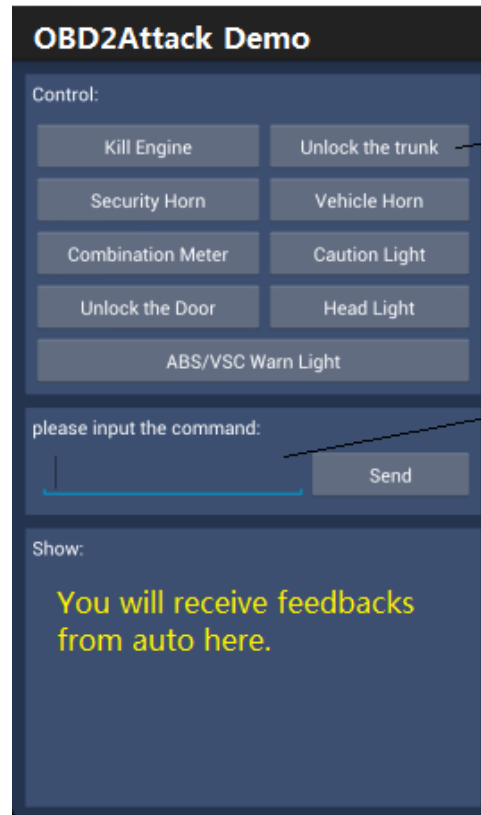 OBD2Attack Demo
Control:
Kill Engine
Unlock the trunk
Security Horn
Vehicle Horn
Combination Meter
Caution Light
Unlock the Door
Head Light
ABS/VSC Warn Light
please input the command:
Send
Show:
You will receive feedbacks
from auto here.